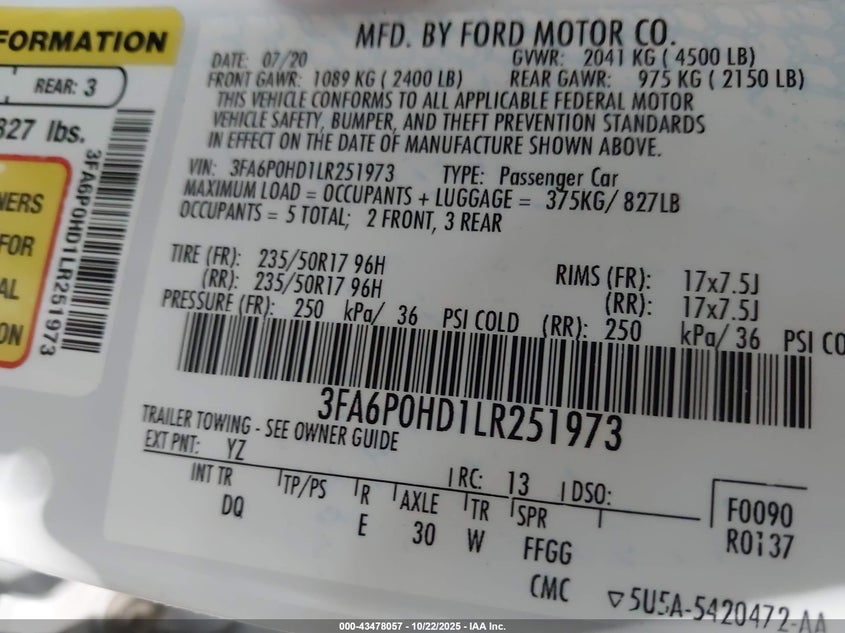 FORMATION
REAR: 3
827 lbs.
NERS
FOR
AL
ON
3FA6P0HD1LR251973
MFD. BY FORD MOTOR CO.
DATE: 07/20 GVWR: 2041 KG ( 4500 LB)
FRONT GAWR: 1089 KG ( 2400 LB) REAR GAWR: 975 KG ( 2150 LB)
THIS VEHICLE CONFORMS TO ALL APPLICABLE FEDERAL MOTOR
VEHICLE SAFETY, BUMPER, AND THEFT PREVENTION STANDARDS
IN EFFECT ON THE DATE OF MANUFACTURE SHOWN ABOVE.
VIN: 3FA6P0HD1LR251973 TYPE: Passenger Car
MAXIMUM LOAD = OCCUPANTS + LUGGAGE = 375KG/ 827LB
OCCUPANTS = 5 TOTAL; 2 FRONT, 3 REAR
TIRE (FR): 235/50R17 96H RIMS (FR): 17x7.5J
(RR): 235/50R17 96H (RR): 17x7.5J
PRESSURE (FR): 250 kPa/ 36 PSI COLD (RR): 250 kPa/ 36 PSI CO
3FA6P0HD1LR251973
TRAILER TOWING - SEE OWNER GUIDE
EXT PNT: YZ RC: 13 DSO:
INT TR TP/PS R AXLE TR SPR F0090
DQ E 30 W FFGG R0137
CMC ▽5U5A-5420472-AA
000-43478057 - 10/22/2025 - IAA Inc.